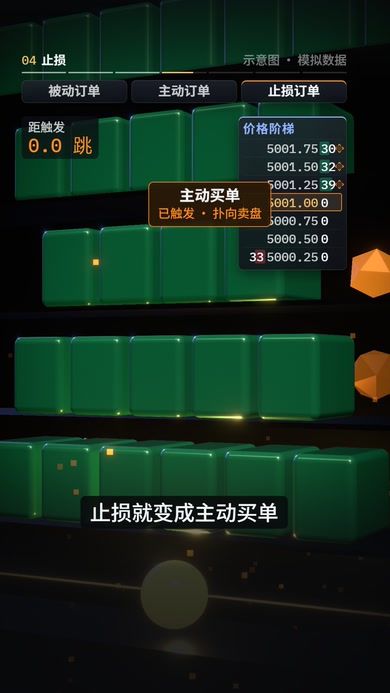 04 止损
示意图 • 模拟数据
被动订单
主动订单
止损订单
距触发
0.0 跳
价格阶梯
5001.75 30
5001.50 32
5001.25 39
5001.00 0
5000.75 0
5000.50 0
33 5000.25 0
主动买单
已触发 • 扑向卖盘
止损就变成主动买单